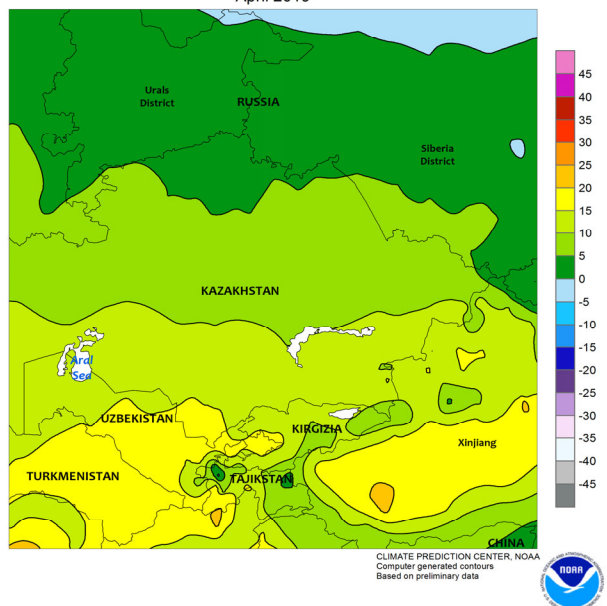 April
Urals
District
RUSSIA
Siberia
District
KAZAKHSTAN
Aral
Sea
UZBEKISTAN
KIRGIZIA
Xinjiang
TURKMENISTAN
TAJIKSTAN
CHINA
45
40
35
30
25
20
15
10
5
0
-5
-10
-15
-20
-25
-30
-35
-40
-45
CLIMATE PREDICTION CENTER, NOAA
Computer generated contours
Based on preliminary data
NOAA